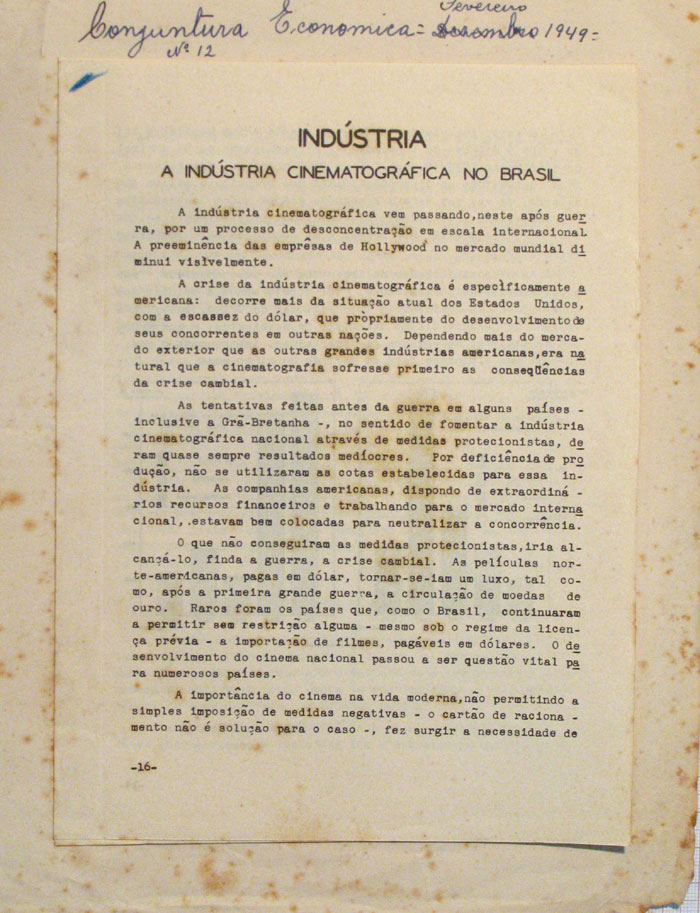 Fevereiro
Conjuntura Economica = Dezembro 1949 =
Nº 12
INDÚSTRIA
A INDÚSTRIA CINEMATOGRÁFICA NO BRASIL
A indústria cinematográfica vem passando,neste após guer
ra, por um processo de desconcentração em escala internacional.
A preeminência das emprêsas de Hollywood no mercado mundial di
minui visìvelmente.
A crise da indústria cinematográfica é especìficamente a
mericana: decorre mais da situação atual dos Estados Unidos,
com a escassez do dólar, que pròpriamente do desenvolvimento de
seus concorrentes em outras nações. Dependendo mais do merca-
do exterior que as outras grandes indústrias americanas,era na
tural que a cinematografia sofresse primeiro as conseqüências
da crise cambial.
As tentativas feitas antes da guerra em alguns países -
inclusive a Grã-Bretanha -, no sentido de fomentar a indústria
cinematográfica nacional através de medidas protecionistas, de
ram quase sempre resultados medíocres. Por deficiência de pro
dução, não se utilizaram as cotas estabelecidas para essa in-
dústria. As companhias americanas, dispondo de extraordiná -
rios recursos financeiros e trabalhando para o mercado interna
cional,.estavam bem colocadas para neutralizar a concorrência.
O que não conseguiram as medidas protecionistas,iria al-
cançá-lo, finda a guerra, a crise cambial. As películas nor-
te-americanas, pagas em dólar, tornar-se-iam um luxo, tal co-
mo, após a primeira grande guerra, a circulação de moedas de
ouro. Raros foram os países que, como o Brasil, continuaram
a permitir sem restrição alguma - mesmo sob o regime da licen-
ça prévia - a importação de filmes, pagáveis em dólares. O de
senvolvimento do cinema nacional passou a ser questão vital pa
ra numerosos países.
A importância do cinema na vida moderna,não permitindo a
simples imposição de medidas negativas - o cartão de raciona -
mento não é solução para o caso -, fez surgir a necessidade de
-16-